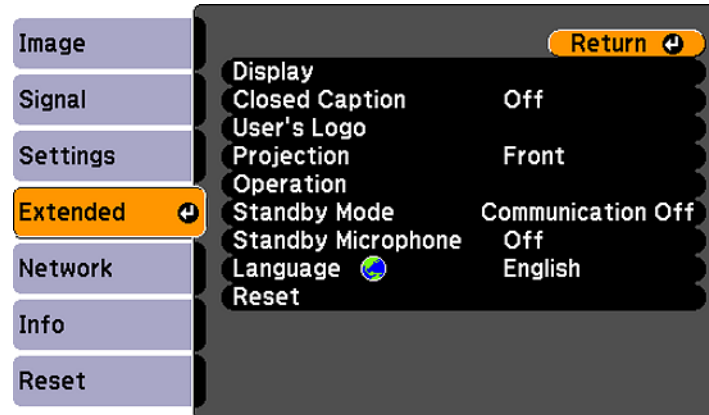 Image
Signal
Settings
Extended
Network
Info
Reset
Return
Display
Closed Caption Off
User's Logo
Projection Front
Operation
Standby Mode Communication Off
Standby Microphone Off
Language English
Reset